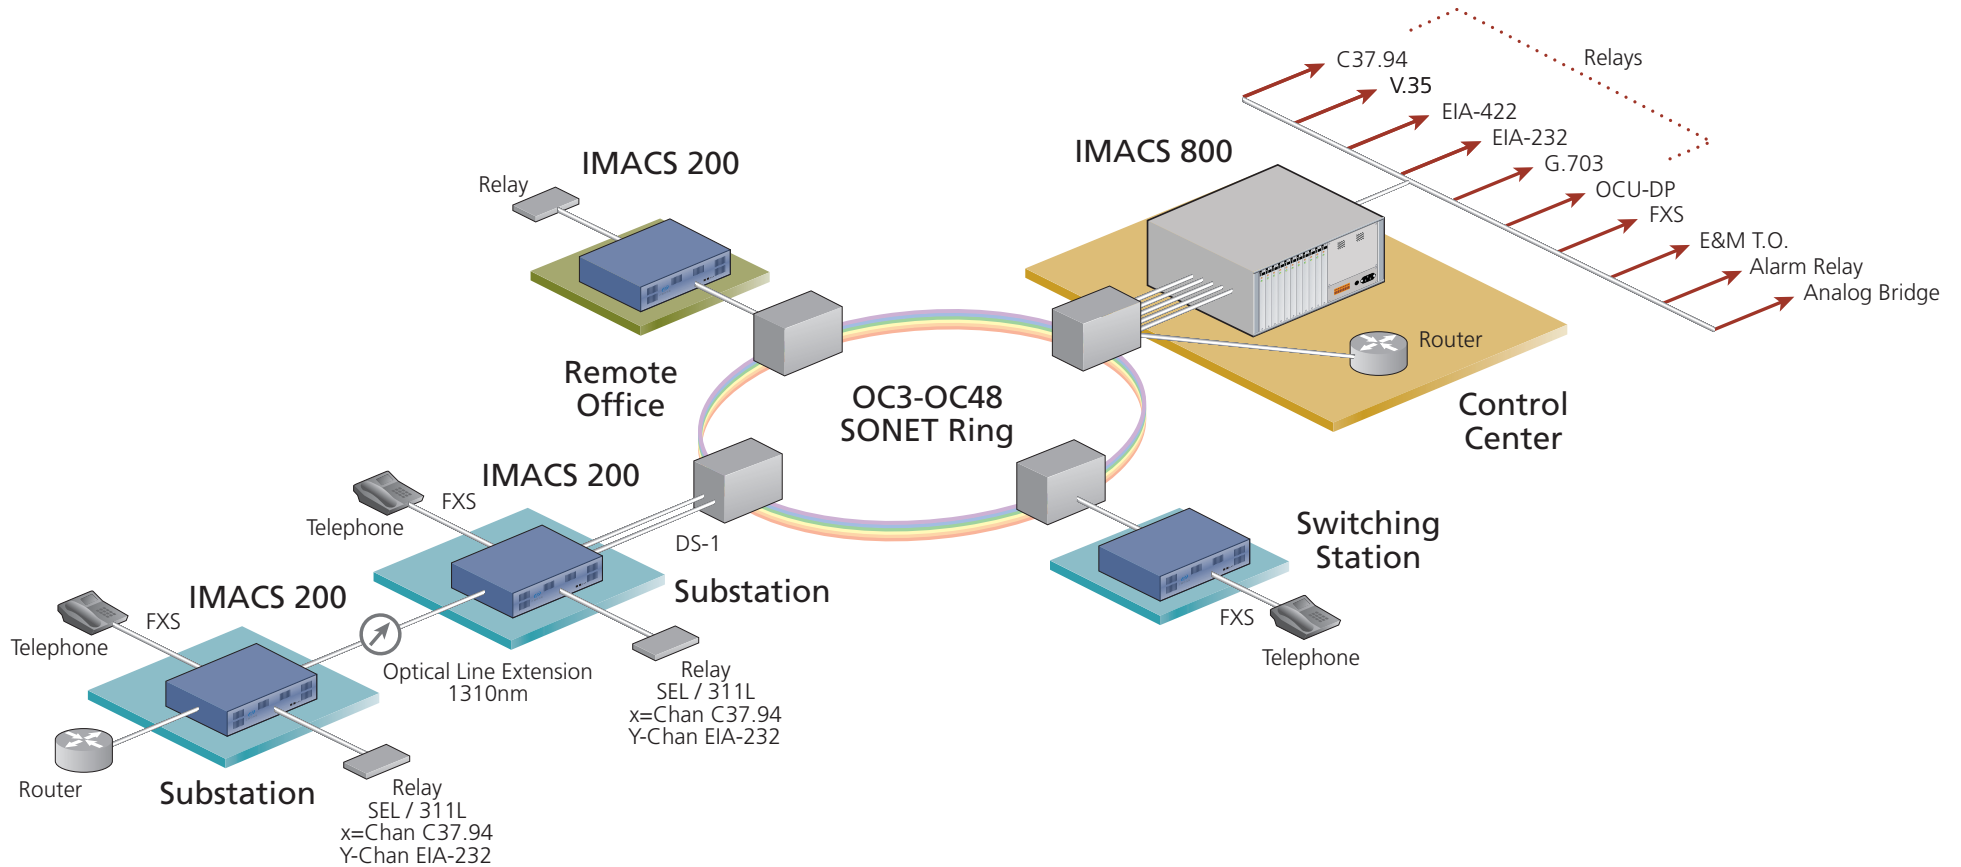 C37.94
V.35
EIA-422
EIA-232
G.703
OCU-DP
FXS
E&M T.O.
Alarm Relay
Analog Bridge
Relays
IMACS 800
Router
Control
Center
IMACS 200
Relay
Remote
Office
OC3-OC48
SONET Ring
IMACS 200
FXS
Telephone
DS-1
Substation
Relay
SEL / 311L
x=Chan C37.94
Y-Chan EIA-232
Switching
Station
FXS
Telephone
IMACS 200
FXS
Telephone
Optical Line Extension
1310nm
Router
Substation
Relay
SEL / 311L
x=Chan C37.94
Y-Chan EIA-232